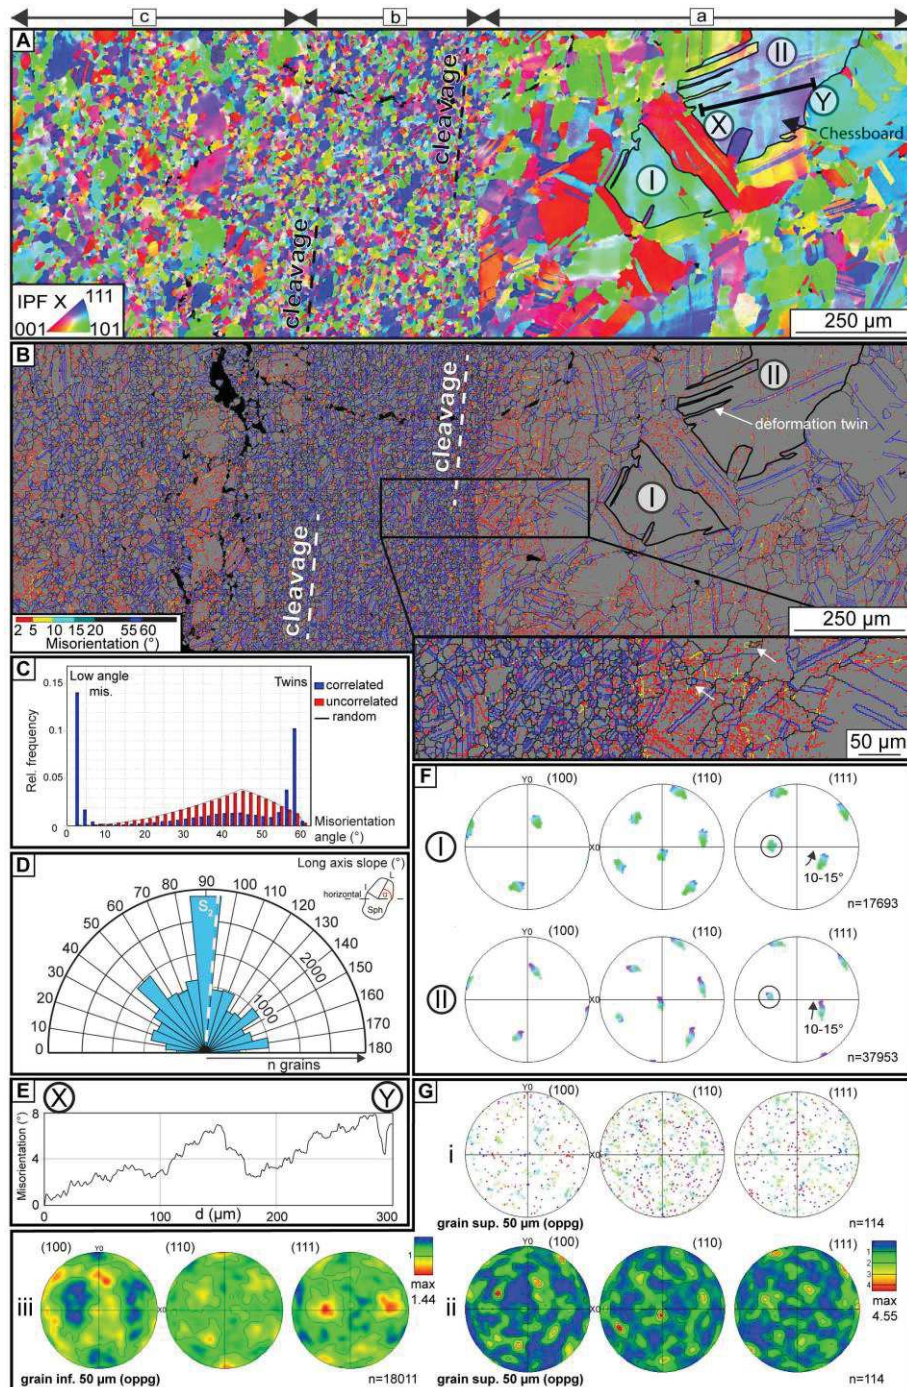 c
b
a
A
cleavage
cleavage
II
X
Y
Chessboard
I
IPF X
111
001
101
250 µm
B
II
deformation twin
cleavage
I
cleavage
2 5 10 15 20 55 60
Misorientation (°)
250 µm
50 µm
C
Low angle
mis.
Twins
correlated
uncorrelated
random
Rel. frequency
0.15
0.1
0.05
0
0 10 20 30 40 50 60
Misorientation
angle (°)
D
Long axis slope (°)
horizontal
l
L
α
Sph
S2
0 10 20 30 40 50 60 70 80 90 100 110 120 130 140 150 160 170 180
1000
2000
n grains
E
X
Y
Misorientation (°)
8
4
0
0 100 200 300
d (µm)
F
I
Y0
(100)
X0
(110)
(111)
10-15°
n=17693
II
Y0
(100)
X0
(110)
(111)
10-15°
n=37953
G
i
Y0
(100)
X0
(110)
(111)
grain sup. 50 µm (oppg)
n=114
ii
Y0
(100)
X0
(110)
(111)
1
2
3
4
max
4.55
grain sup. 50 µm (oppg)
n=114
iii
(100)
Y0
X0
(110)
(111)
1
max
1.44
grain inf. 50 µm (oppg)
n=18011